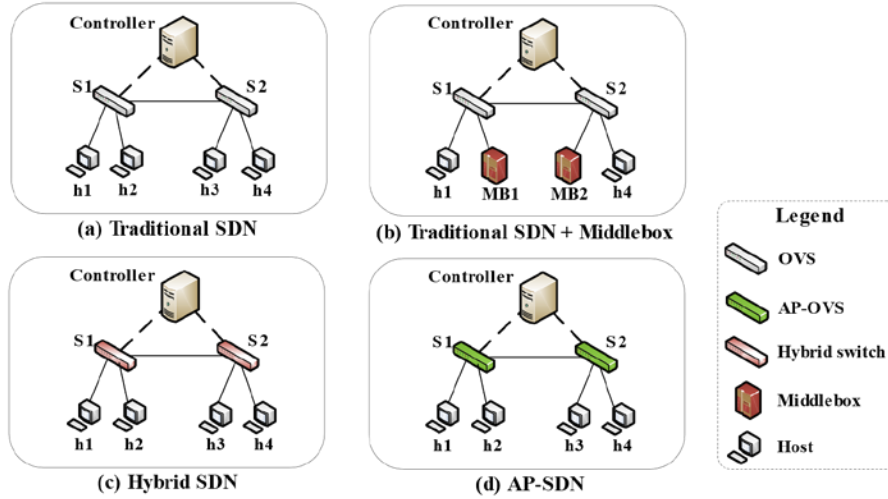 Controller
S1
S2
h1
h2
h3
h4
(a) Traditional SDN
Controller
S1
S2
h1
MB1
MB2
h4
(b) Traditional SDN + Middlebox
Controller
S1
S2
h1
h2
h3
h4
(c) Hybrid SDN
Controller
S1
S2
h1
h2
h3
h4
(d) AP-SDN
Legend
OVS
AP-OVS
Hybrid switch
Middlebox
Host